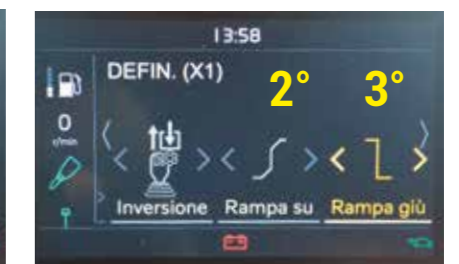 13:58
DEFIN. (X1)
2° 3°
0
r/min
Inversione Rampa su Rampa giù